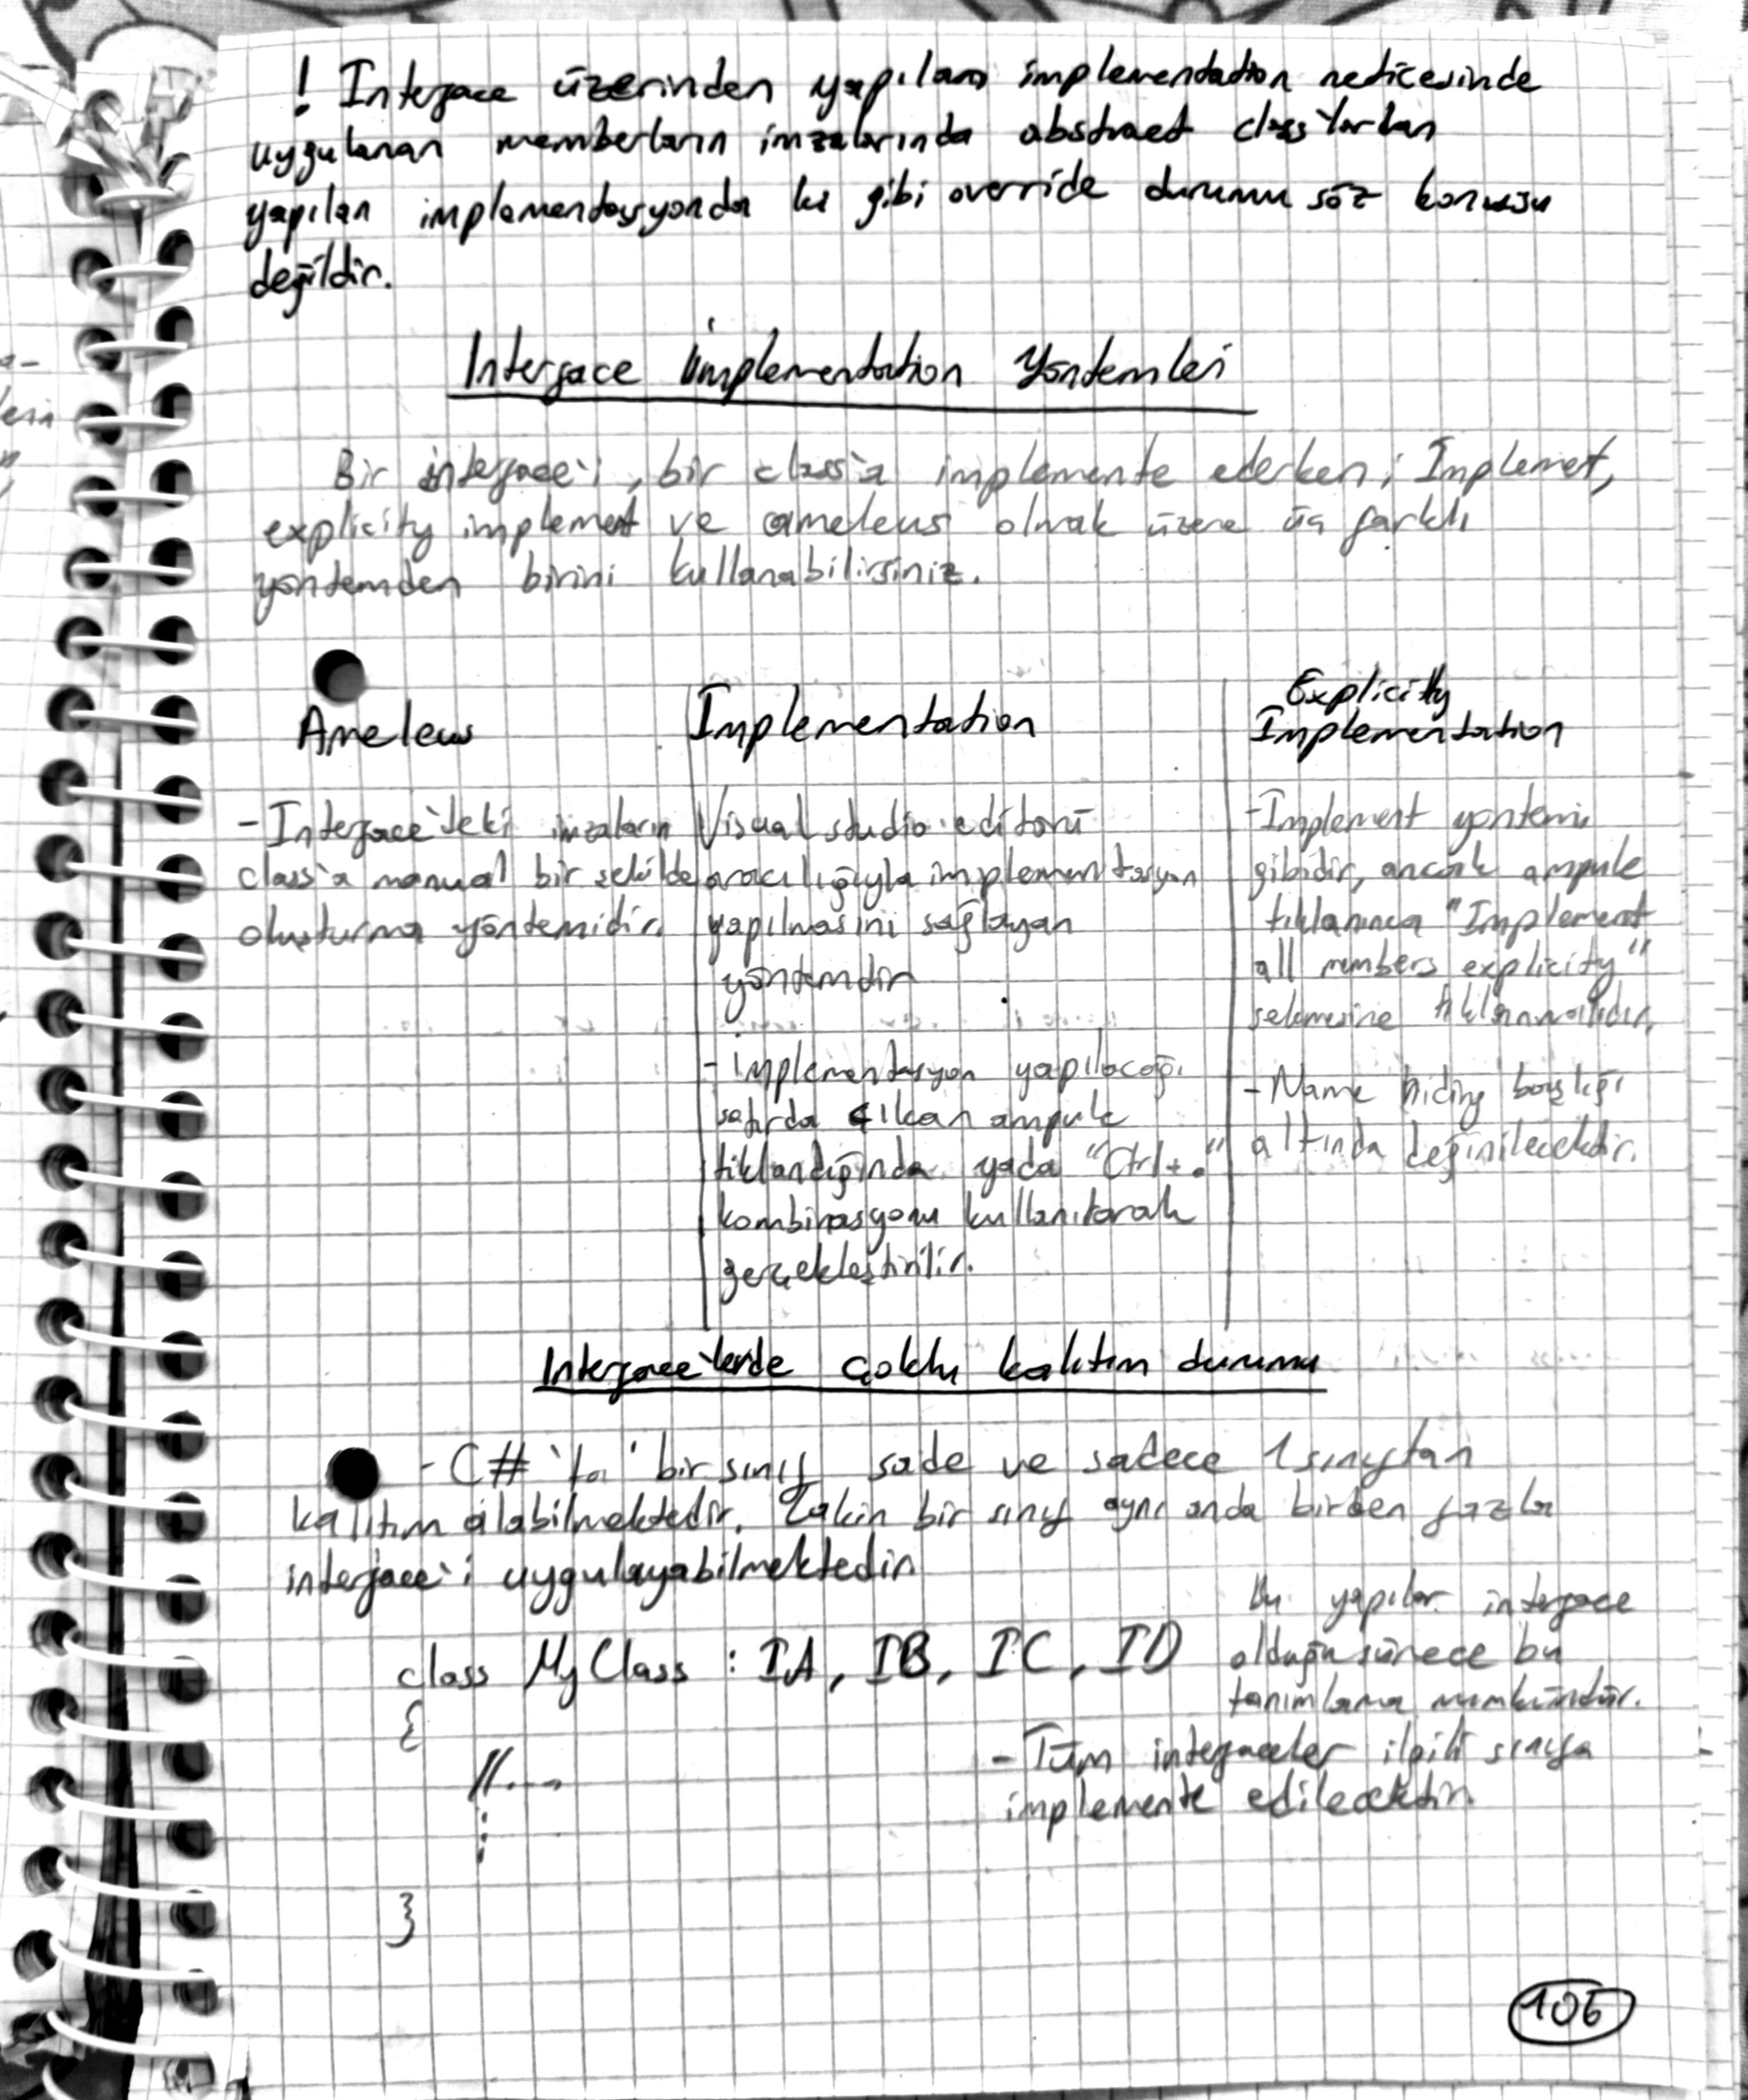 ! Interface üzerinden yapılan implementation neticesinde
uygulanan memberların imzalarında abstract class'lardan
yapılan implementasyonda ki gibi override durumu söz konusu
değildir.
Interface İmplementation Yöntemleri
Bir interface'i, bir class'a implemente ederken; Implemet,
explicity implement ve ameleus olmak üzere üç farklı
yöntemden birini kullanabilirsiniz.
Ameleus
- Interface'teki imzaların
class'a manual bir şekilde
oluşturma yöntemidir.
Implementation
Visual studio editörü
aracılığıyla implementasyon
yapılmasını sağlayan
yöntemdir
- implementasyon yapılacağı
satırda çıkan ampule
tıklandığında yada "Ctrl+."
kombinasyonu kullanılarak
gerçekleştirilir.
Explicitly
Implementation
- Implement yöntemi
gibidir, ancak ampule
tıklanınca "Implement
all members explicity"
sekmesine tıklanmalıdır.
- Name hiding başlığı
altında değinilecektir.
Interface'lerde çoklu kalıtım durumu
- C# 'ta' bir sınıf sade ve sadece 1 sınıftan
kalıtım alabilmektedir. Lakin bir sınıf aynı anda birden fazla
interface'i uygulayabilmektedir
class MyClass : IA, IB, IC, ID
{
//...
}
Bu yapılar interface
olduğu sürece bu
tanımlama mümkündür.
- Tüm interfaceler ilgili sınıfa
implemente edilecektir.